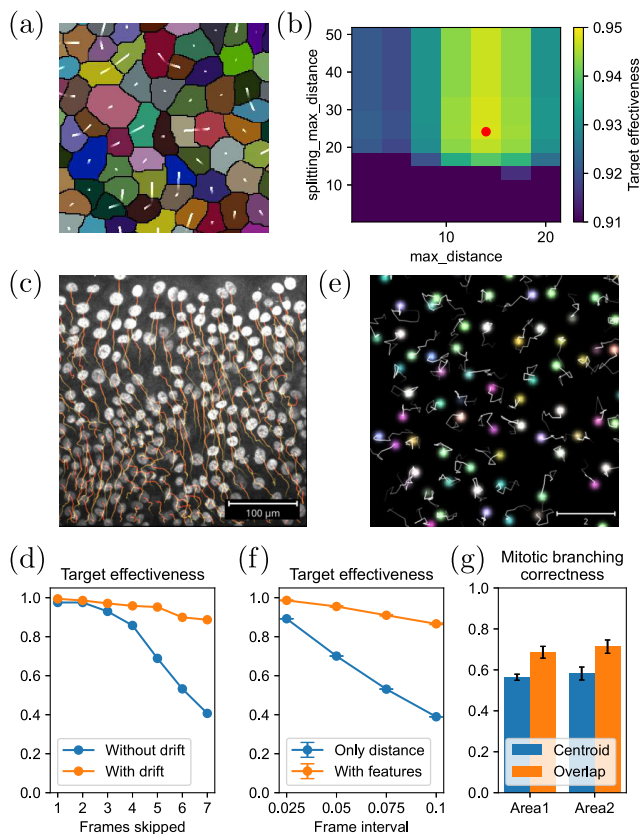 (a)
(b)
50
40
30
20
10
splitting_max_distance
10
20
max_distance
0.95
0.94
0.93
0.92
0.91
Target effectiveness
(c)
100 μm
(e)
2
(d)
Target effectiveness
1.0
0.8
0.6
0.4
0.2
0.0
Without drift
With drift
1 2 3 4 5 6 7
Frames skipped
(f)
Target effectiveness
1.0
0.8
0.6
0.4
0.2
0.0
Only distance
With features
0.025 0.05 0.075 0.1
Frame interval
(g)
Mitotic branching
correctness
1.0
0.8
0.6
0.4
0.2
0.0
Centroid
Overlap
Area1 Area2